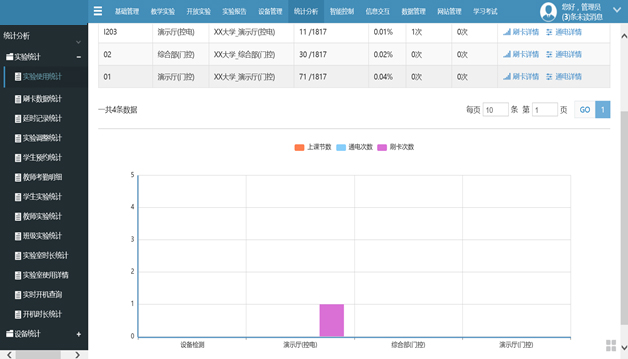 基础管理 教学实验 开放实验 实验报告 设备管理 统计分析 智能控制 信息交互 数据管理 网站管理 学习考试
您好，管理员
(3)条未读消息
统计分析
实验统计
实验使用统计
刷卡数据统计
延时记录统计
实验调整统计
学生预约统计
教师考勤明细
学生实验统计
教师实验统计
班级实验统计
实验室时长统计
实验室使用详情
实时开机查询
开机时长统计
设备统计
I203 演示厅(控电) XX大学_演示厅(控电) 11 /1817 0.01% 1次 0次 刷卡详情 通电详情
02 综合部(门控) XX大学_综合部(门控) 30 /1817 0.02% 0次 0次 刷卡详情 通电详情
01 演示厅(门控) XX大学_演示厅(门控) 71 /1817 0.04% 0次 0次 刷卡详情 通电详情
一共4条数据
每页 10 条 第 1 页 GO 1
上课节数 通电次数 刷卡次数
5
4
3
2
1
0
设备检测 演示厅(控电) 综合部(门控) 演示厅(门控)